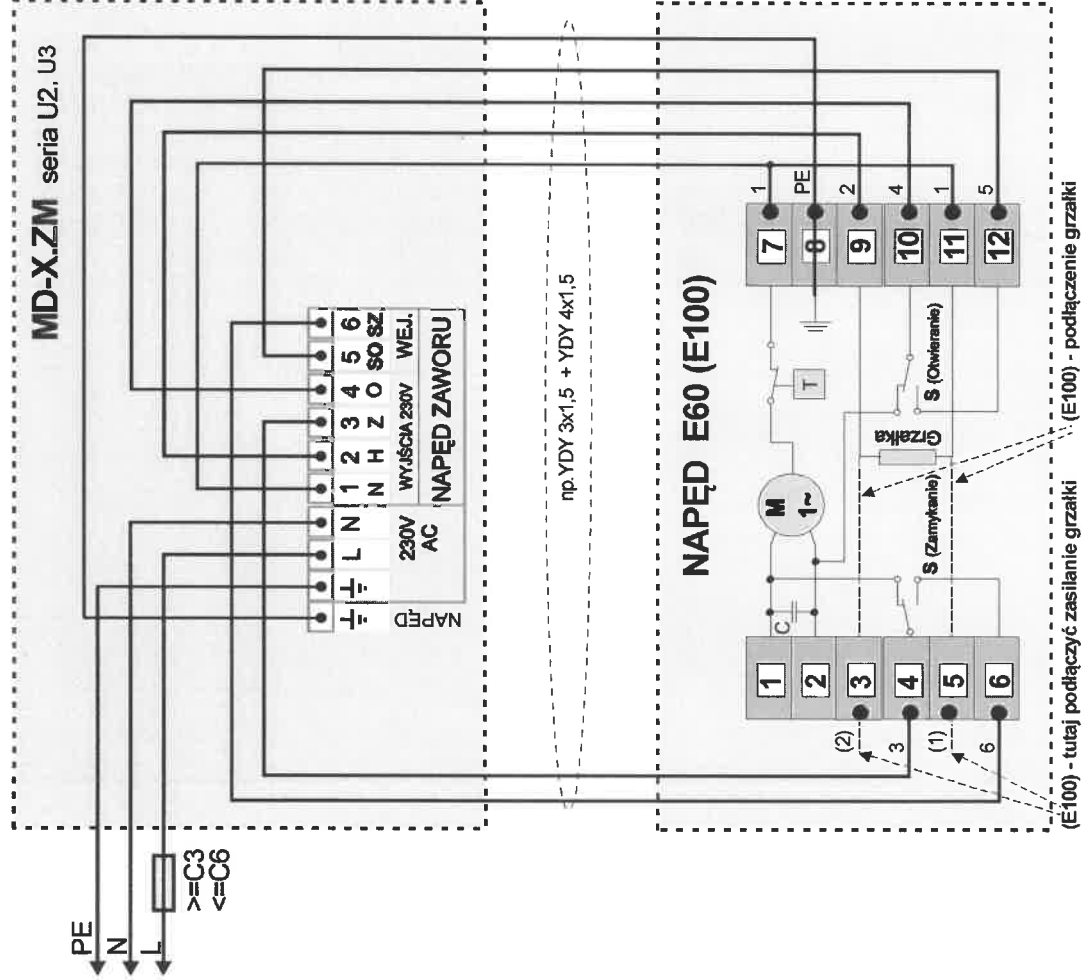 MD-X.ZM seria U2, U3
PE
N
L
>=C3
<=C6
NAPĘD
230V
AC
L
N
1 2 3 4 5 6
N H Z O SO SZ
WYJŚCIA 230V
WEJ.
NAPĘD ZAWORU
np.YDY 3x1,5 + YDY 4x1,5
NAPĘD E60 (E100)
1
2
3
4
5
6
(2)
3
(1)
6
C
M
1~
T
S (Zamykanie)
Grzałka
S (Otwieranie)
7
8
9
10
11
12
1
PE
2
4
1
5
(E100) - tutaj podłączyć zasilanie grzałki
(E100) - podłączenie grzałki